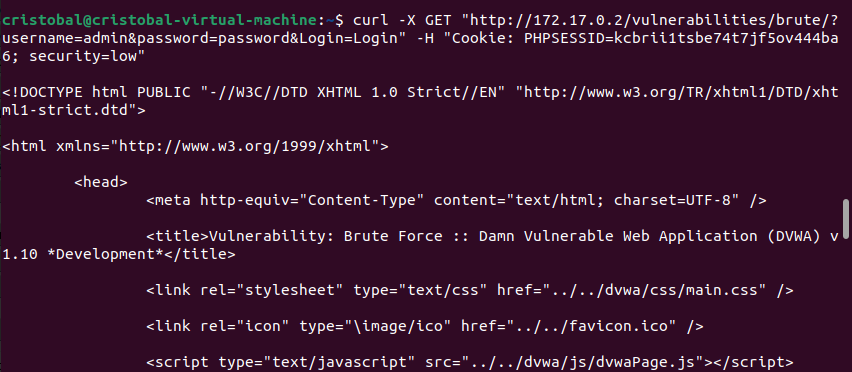 cristobal@cristobal-virtual-machine:~$ curl -X GET "http://172.17.0.2/vulnerabilities/brute/?
username=admin&password=password&Login=Login" -H "Cookie: PHPSESSID=kcbrii1tsbe74t7jf5ov444ba
6; security=low"
<!DOCTYPE html PUBLIC "-//W3C//DTD XHTML 1.0 Strict//EN" "http://www.w3.org/TR/xhtml1/DTD/xht
ml1-strict.dtd">
<html xmlns="http://www.w3.org/1999/xhtml">
<head>
<meta http-equiv="Content-Type" content="text/html; charset=UTF-8" />
<title>Vulnerability: Brute Force :: Damn Vulnerable Web Application (DVWA) v
1.10 *Development*</title>
<link rel="stylesheet" type="text/css" href="../../dvwa/css/main.css" />
<link rel="icon" type="\image/ico" href="../../favicon.ico" />
<script type="text/javascript" src="../../dvwa/js/dvwaPage.js"></script>